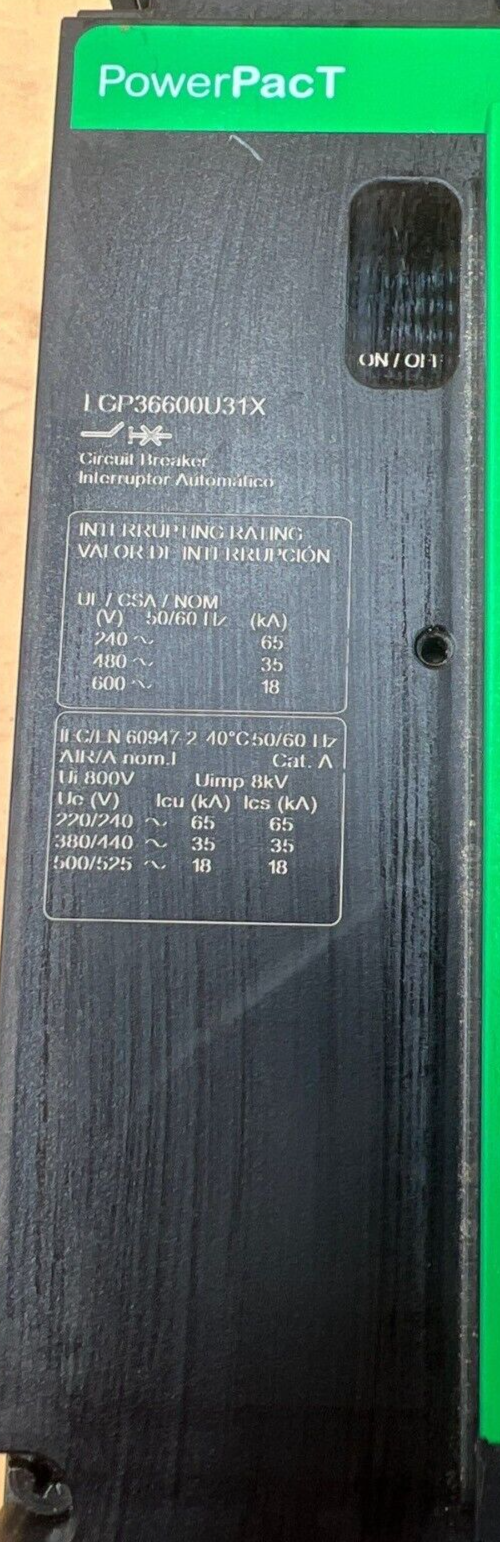 PowerPacT
ON / OFF
LGP36600U31X
Circuit Breaker
Interruptor Automático
INTERRUPTING RATING
VALOR DE INTERRUPCIÓN
UL / CSA / NOM
(V) 50/60 Hz (kA)
240 ~ 65
480 ~ 35
600 ~ 18
IEC/EN 60947-2 40°C 50/60 Hz
AIR/A nom.I Cat. A
Ui 800V Uimp 8kV
Ue (V) Icu (kA) Ics (kA)
220/240 ~ 65 65
380/440 ~ 35 35
500/525 ~ 18 18